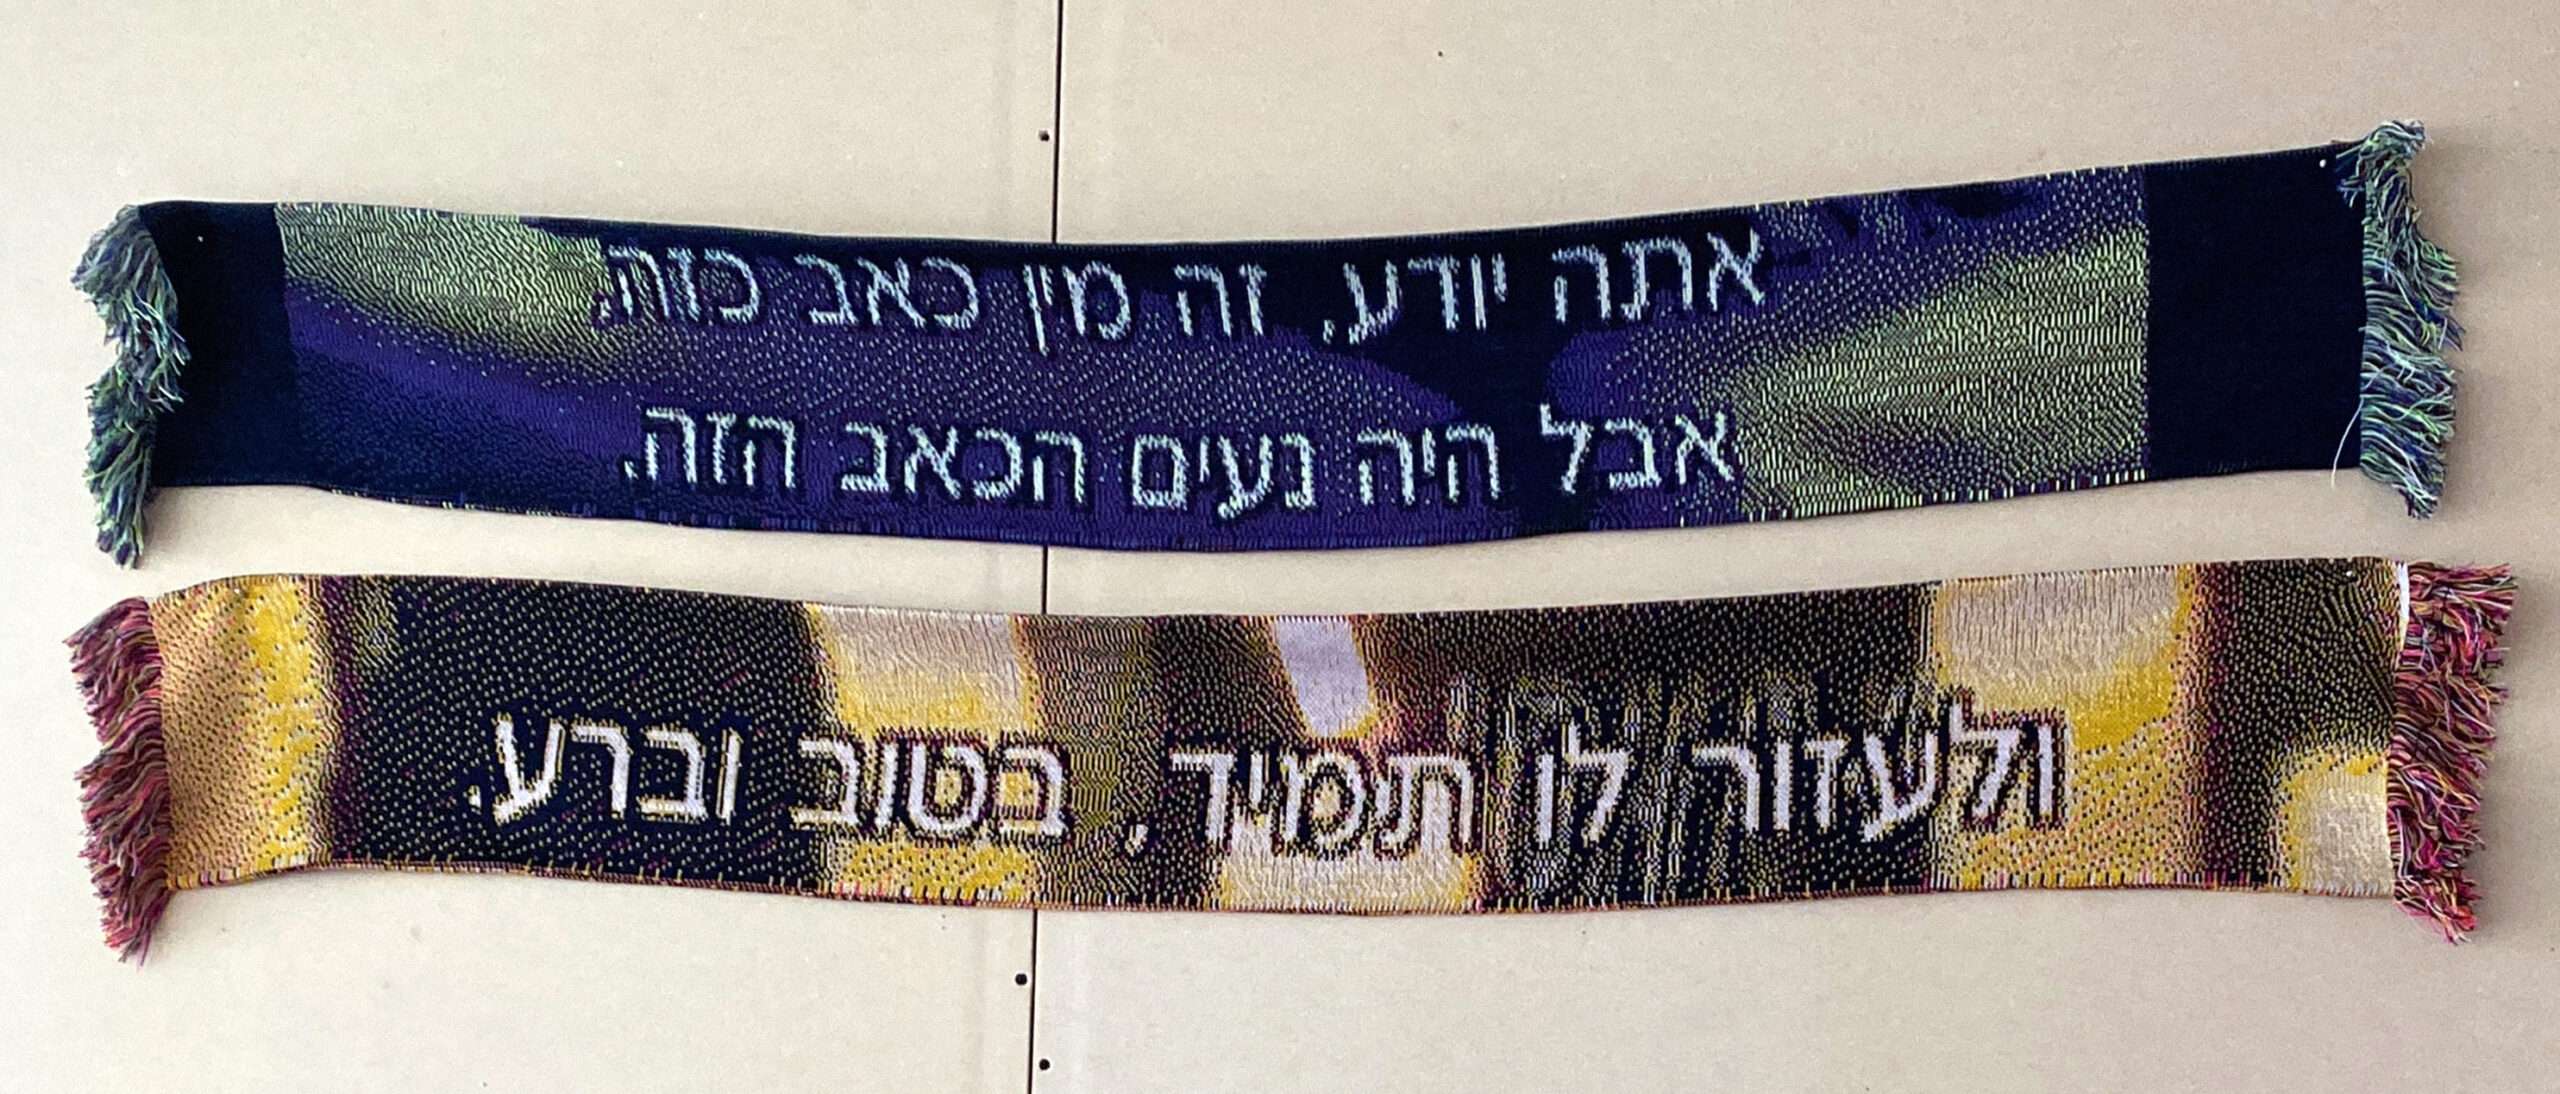 אתה יודע. זה מין כאב כזה.
אבל היה נעים הכאב הזה.
ולעזור לו תמיד, בטוב וברע.